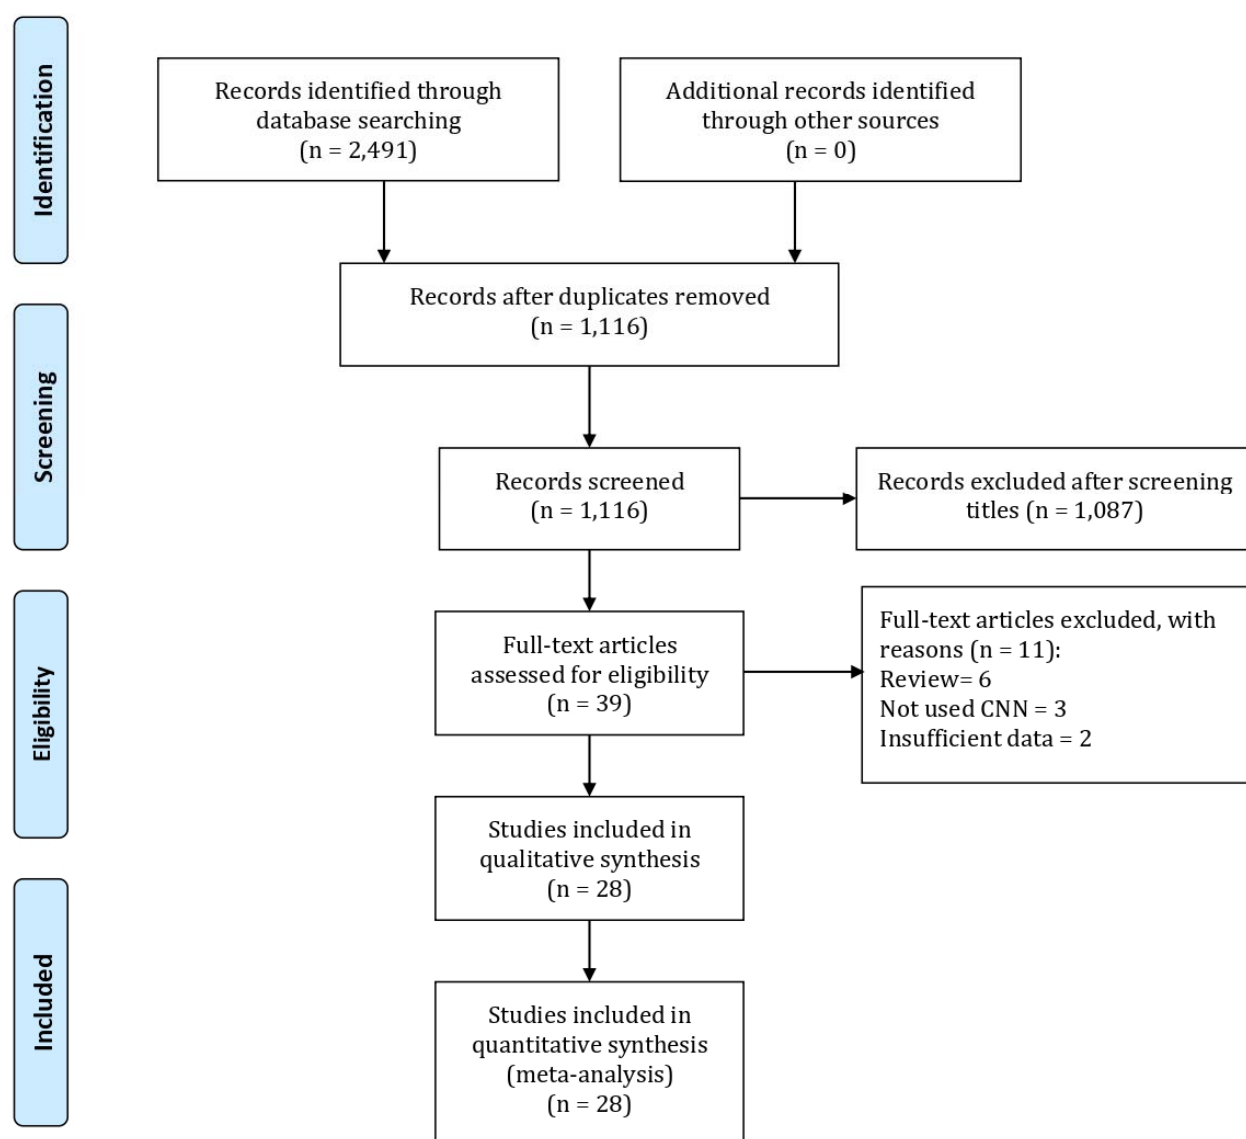 Identification
Records identified through
database searching
(n = 2,491)
Additional records identified
through other sources
(n = 0)
Records after duplicates removed
(n = 1,116)
Screening
Records screened
(n = 1,116)
Records excluded after screening
titles (n = 1,087)
Eligibility
Full-text articles
assessed for eligibility
(n = 39)
Full-text articles excluded, with
reasons (n = 11):
Review= 6
Not used CNN = 3
Insufficient data = 2
Studies included in
qualitative synthesis
(n = 28)
Included
Studies included in
quantitative synthesis
(meta-analysis)
(n = 28)